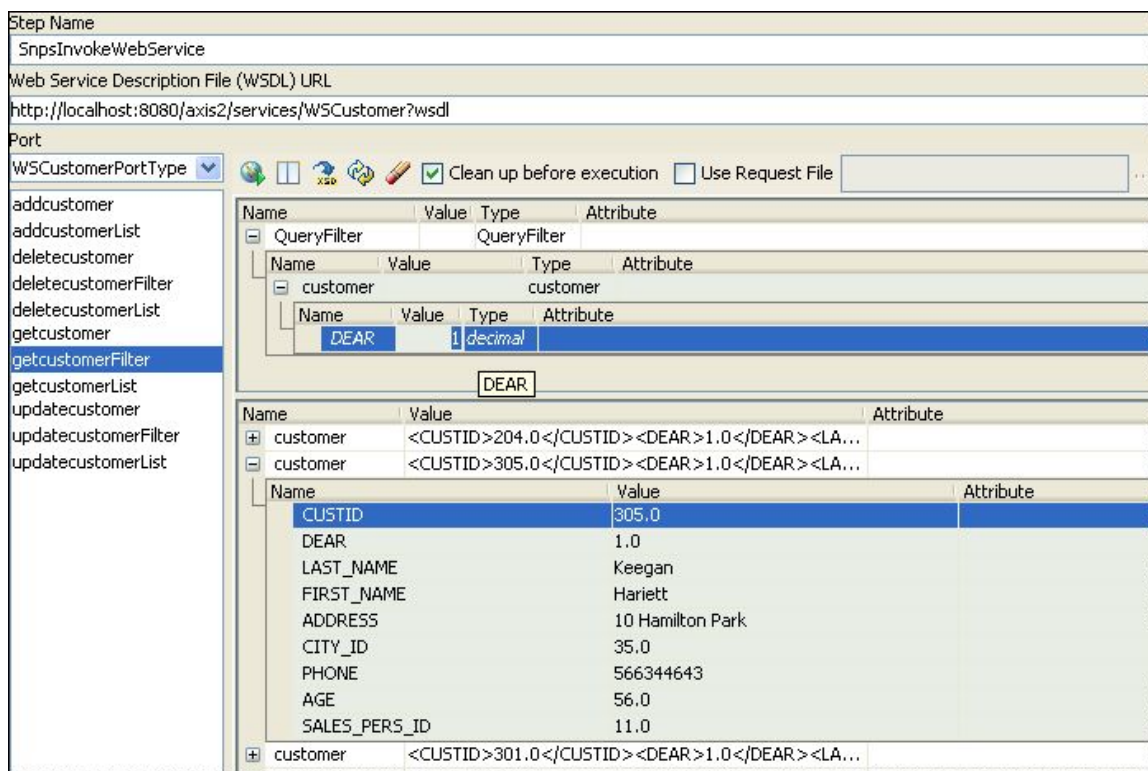 Step Name
SnpsInvokeWebService
Web Service Description File (WSDL) URL
http://localhost:8080/axis2/services/WSCustomer?wsdl
Port
WSCustomerPortType
XSD
Clean up before execution
Use Request File
...
addcustomer
addcustomerList
deletecustomer
deletecustomerFilter
deletecustomerList
getcustomer
getcustomerFilter
getcustomerList
updatecustomer
updatecustomerFilter
updatecustomerList
Name Value Type Attribute
QueryFilter QueryFilter
Name Value Type Attribute
customer customer
Name Value Type Attribute
DEAR 1 decimal
DEAR
Name Value Attribute
customer <CUSTID>204.0</CUSTID><DEAR>1.0</DEAR><LA...
customer <CUSTID>305.0</CUSTID><DEAR>1.0</DEAR><LA...
Name Value Attribute
CUSTID 305.0
DEAR 1.0
LAST_NAME Keegan
FIRST_NAME Hariett
ADDRESS 10 Hamilton Park
CITY_ID 35.0
PHONE 566344643
AGE 56.0
SALES_PERS_ID 11.0
customer <CUSTID>301.0</CUSTID><DEAR>1.0</DEAR><LA...